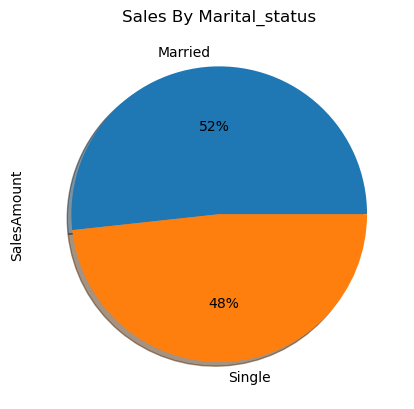 Sales By Marital_status
Married
52%
SalesAmount
48%
Single